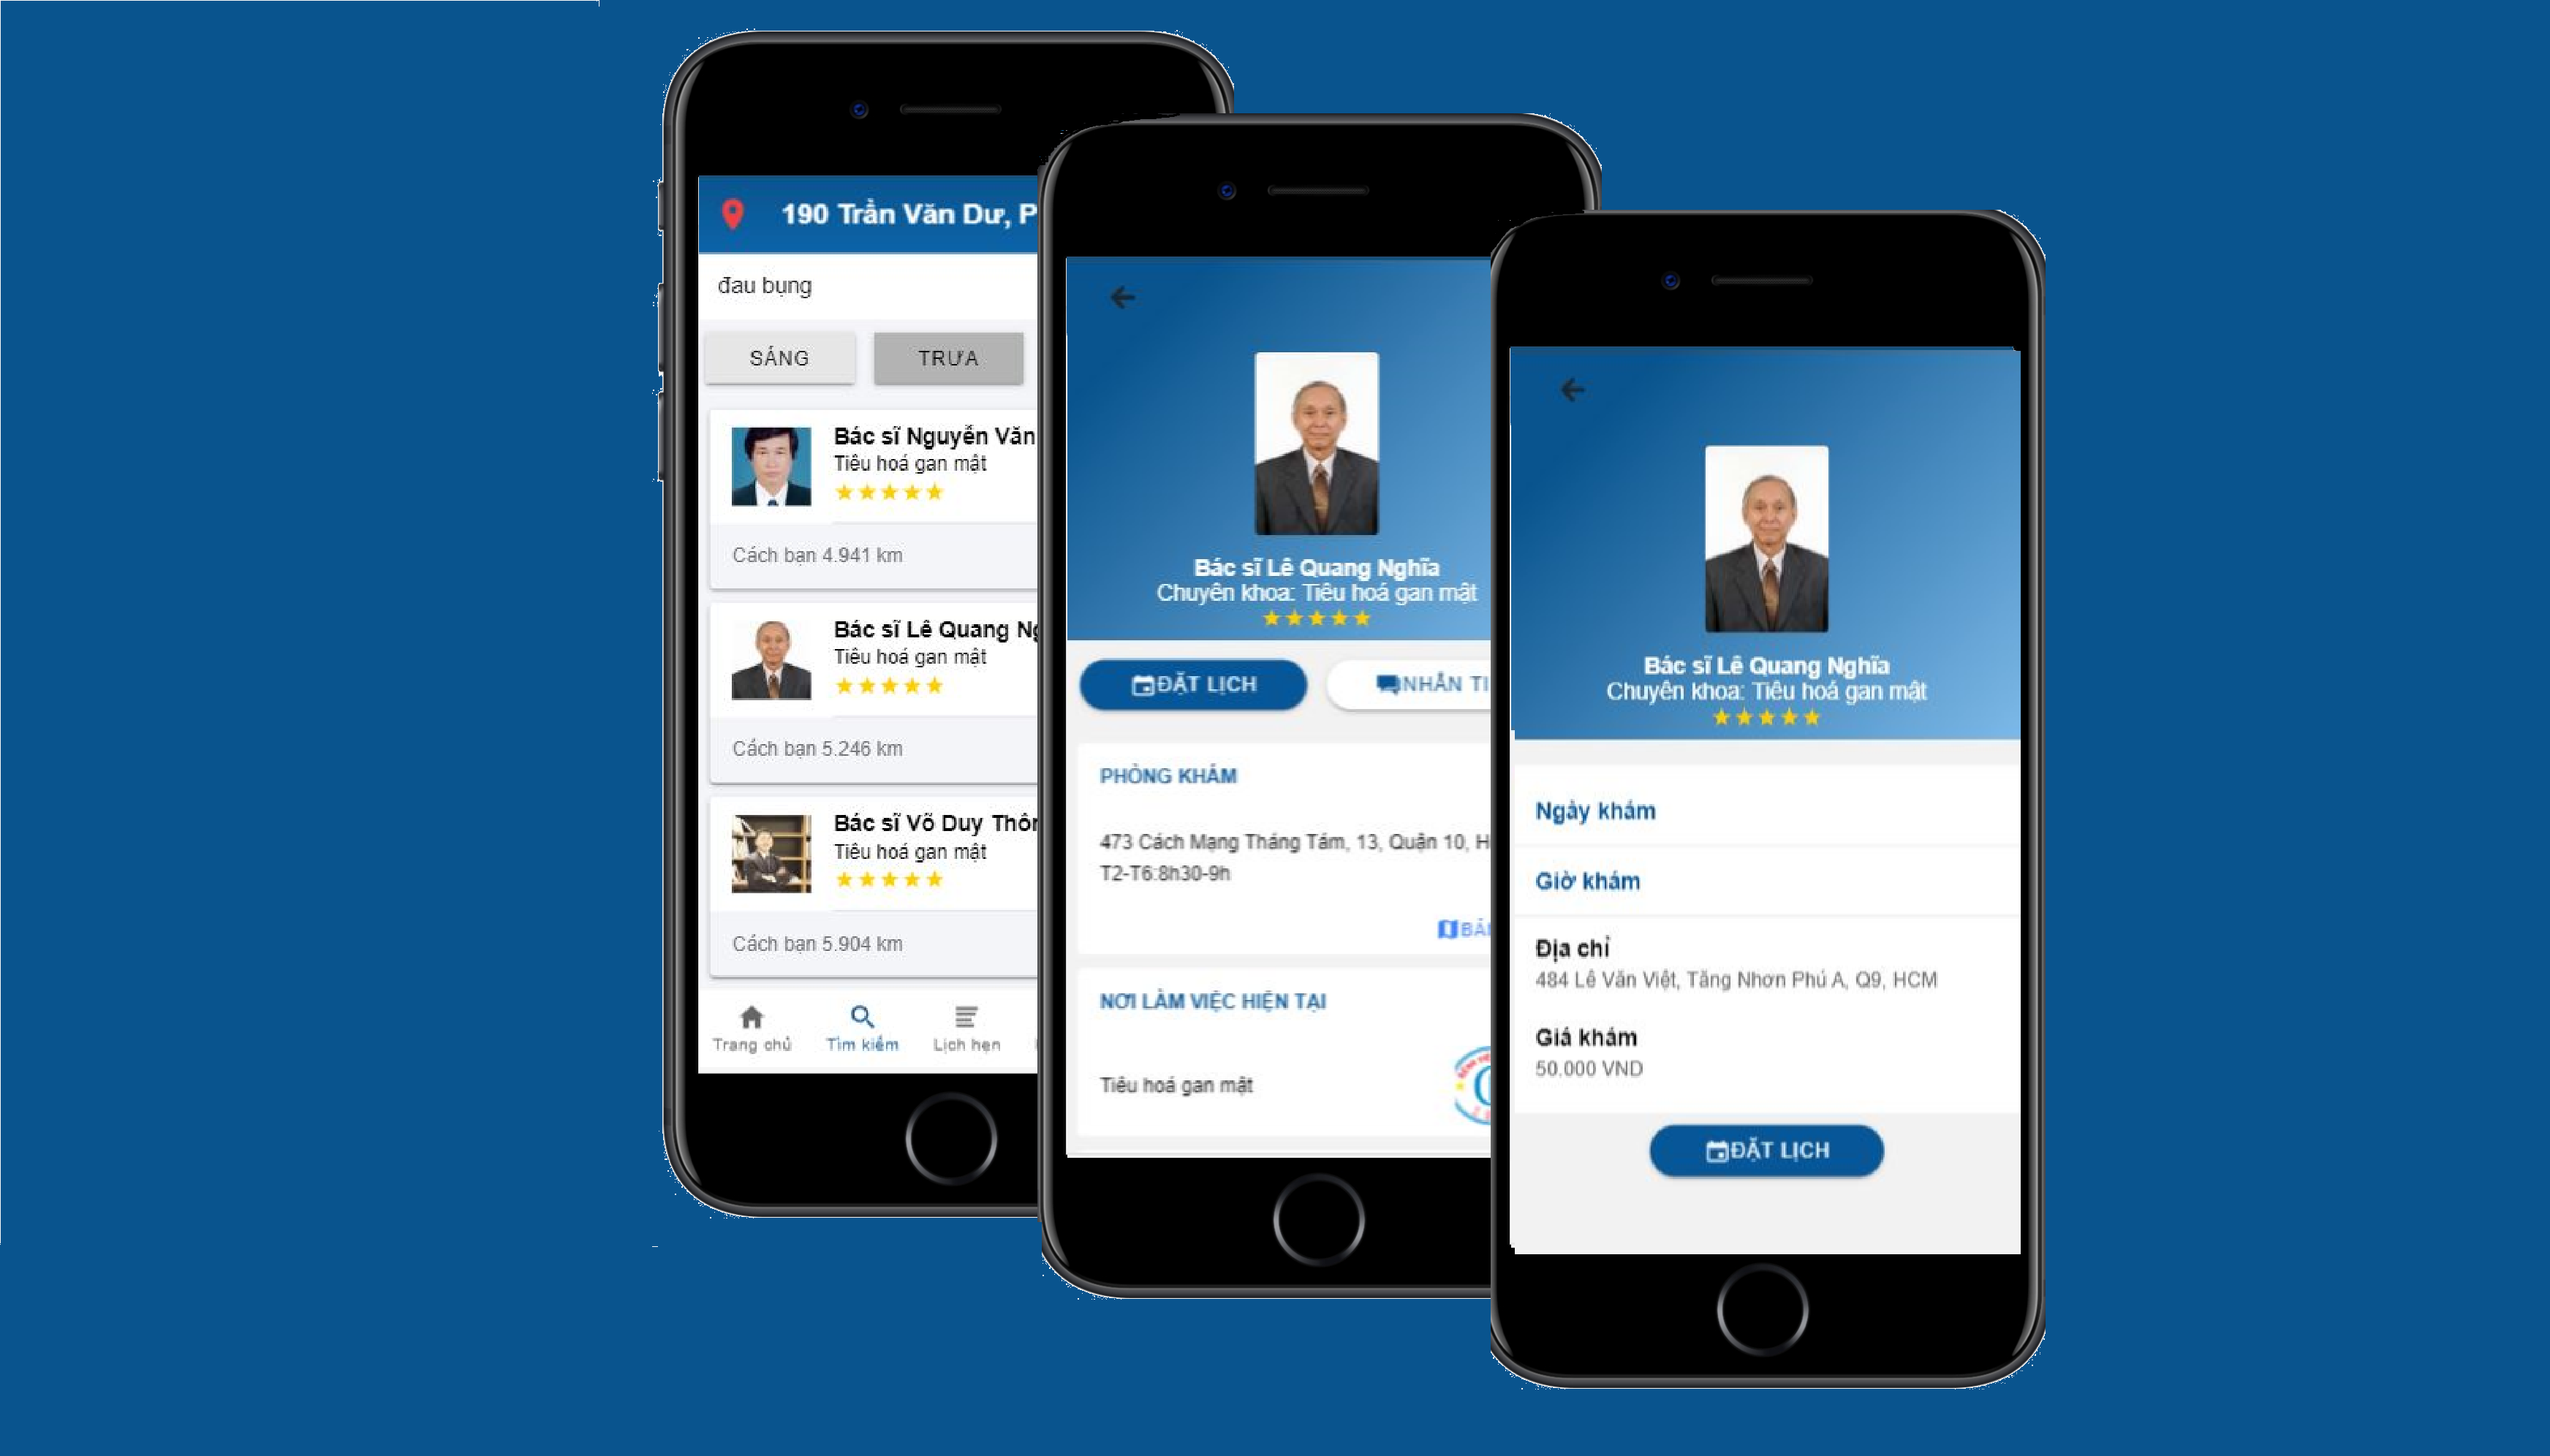 190 Trần Văn Dư, P
đau bụng
SÁNG
TRƯA
Bác sĩ Nguyễn Văn
Tiêu hoá gan mật
Cách bạn 4.941 km
Bác sĩ Lê Quang
Tiêu hoá gan mật
Cách bạn 5.246 km
Bác sĩ Võ Duy
Tiêu hoá gan mật
Cách bạn 5.904 km
Trang chủ
Tìm kiếm
Lịch hẹn
Bác sĩ Lê Quang Nghĩa
Chuyên khoa: Tiêu hoá gan mật
ĐẶT LỊCH
NHẮN
PHÒNG KHÁM
473 Cách Mạng Tháng Tám, 13, Quận 10,
T2-T6:8h30-9h
NƠI LÀM VIỆC HIỆN TẠI
Tiêu hoá gan mật
Bác sĩ Lê Quang Nghĩa
Chuyên khoa: Tiêu hoá gan mật
Ngày khám
Giờ khám
Địa chỉ
484 Lê Văn Việt, Tăng Nhơn Phú A, Q9, HCM
Giá khám
50.000 VND
ĐẶT LỊCH